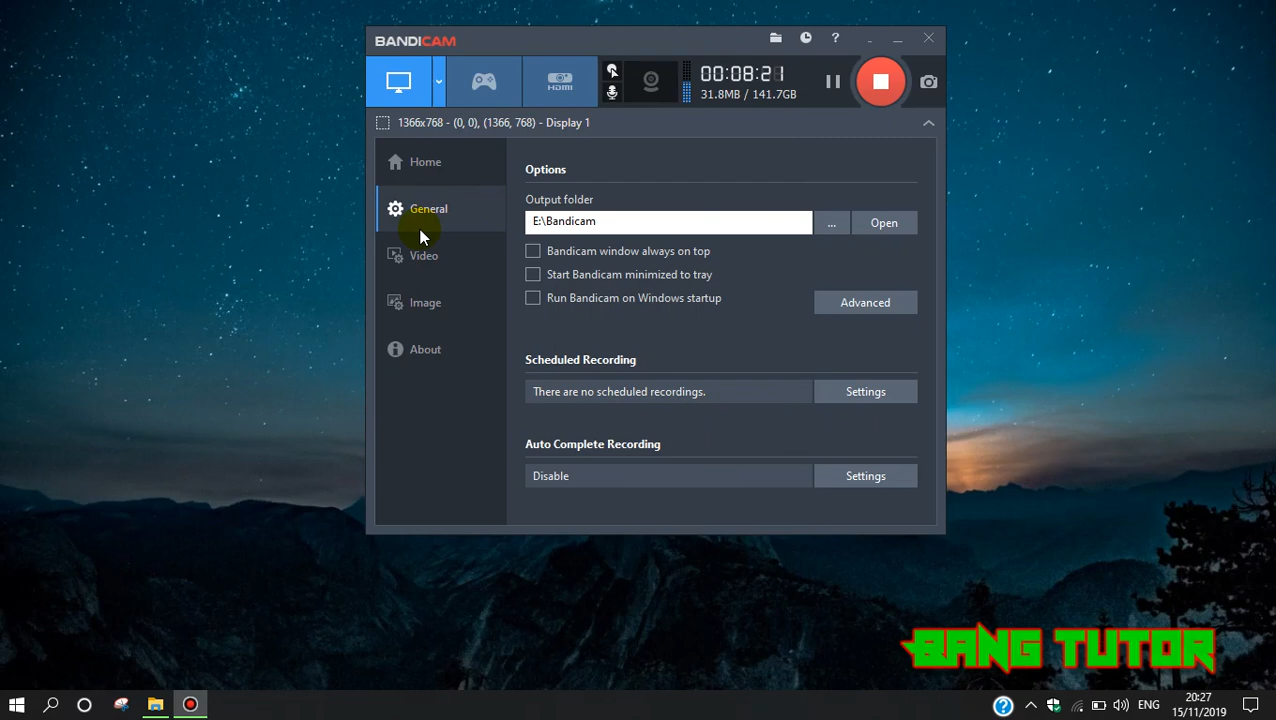 BANDICAM
HDMI
00:08:21
31.8MB / 141.7GB
1366x768 - (0, 0), (1366, 768) - Display 1
Home
General
Video
Image
About
Options
Output folder
E:\Bandicam
...
Open
Bandicam window always on top
Start Bandicam minimized to tray
Run Bandicam on Windows startup
Advanced
Scheduled Recording
There are no scheduled recordings.
Settings
Auto Complete Recording
Disable
Settings
BANG TUTOR
ENG
20:27
15/11/2019